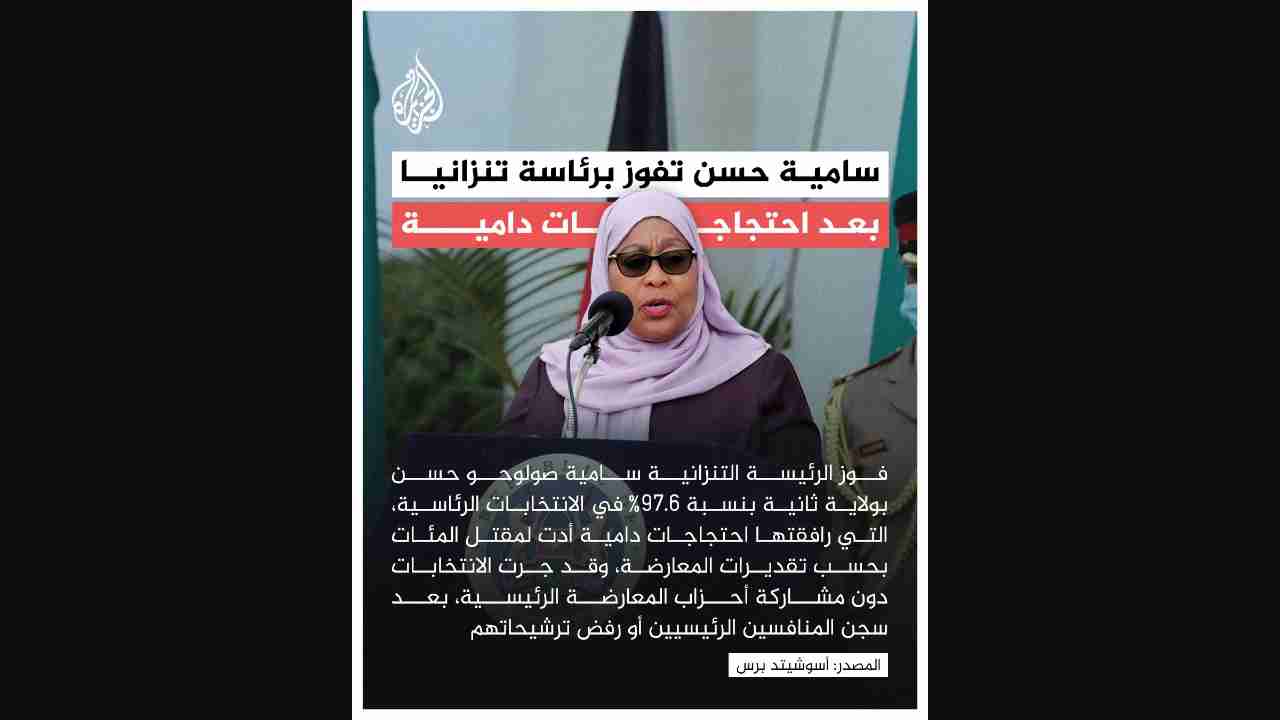 الجزيرة
سامية حسن تفوز برئاسة تنزانيا
بعد احتجاجات دامية
فوز الرئيسة التنزانية سامية صولوحو حسن
بولاية ثانية بنسبة 97.6% في الانتخابات الرئاسية،
التي رافقتها احتجاجات دامية أدت لمقتل المئات
بحسب تقديرات المعارضة، وقد جرت الانتخابات
دون مشاركة أحزاب المعارضة الرئيسية، بعد
سجن المنافسين الرئيسيين أو رفض ترشيحاتهم
المصدر: أسوشيتد برس